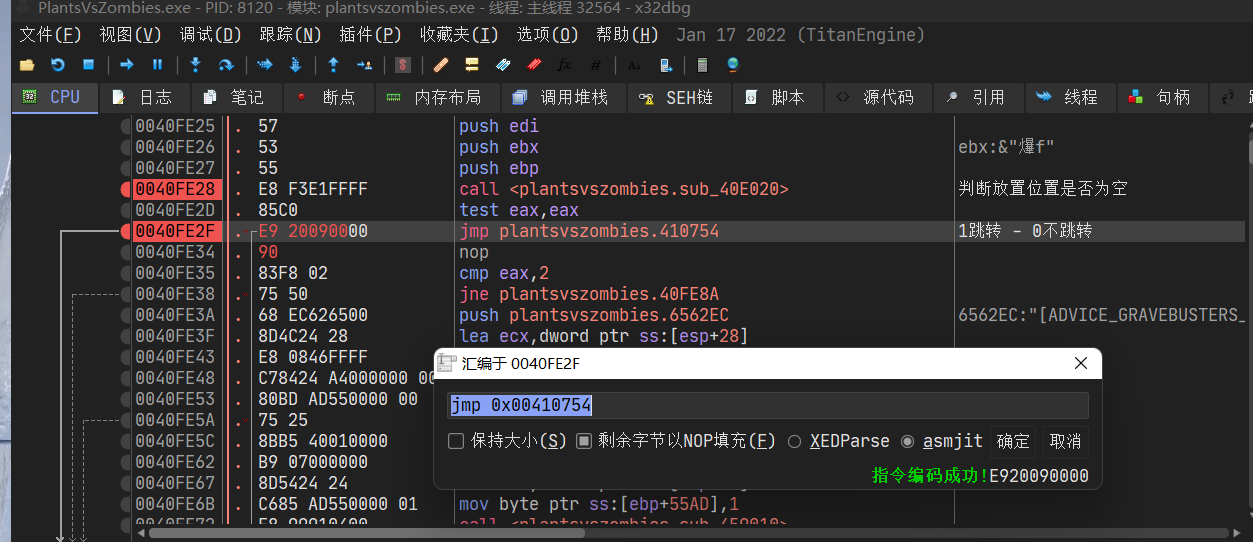 PlantsVsZombies.exe - PID: 8120 - 模块: plantsvszombies.exe - 线程: 主线程 32564 - x32dbg
文件(F) 视图(V) 调试(D) 跟踪(N) 插件(P) 收藏夹(I) 选项(O) 帮助(H) Jan 17 2022 (TitanEngine)
CPU 日志 笔记 断点 内存布局 调用堆栈 SEH链 脚本 源代码 引用 线程 句柄
0040FE25 . 57 push edi
0040FE26 . 53 push ebx ebx:&"爆f"
0040FE27 . 55 push ebp
0040FE28 . E8 F3E1FFFF call <plantsvszombies.sub_40E020> 判断放置位置是否为空
0040FE2D . 85C0 test eax,eax
0040FE2F . E9 20090000 jmp plantsvszombies.410754 1跳转 - 0不跳转
0040FE34 . 90 nop
0040FE35 . 83F8 02 cmp eax,2
0040FE38 . 75 50 jne plantsvszombies.40FE8A
0040FE3A . 68 EC626500 push plantsvszombies.6562EC 6562EC:"[ADVICE_GRAVEBUSTERS_
0040FE3F . 8D4C24 28 lea ecx,dword ptr ss:[esp+28]
0040FE43 . E8 0846FFFF
0040FE48 . C78424 A4000000 00
0040FE53 . 80BD AD550000 00
0040FE5A . 75 25
0040FE5C . 8BB5 40010000
0040FE62 . B9 07000000
0040FE67 . 8D5424 24
0040FE6B . C685 AD550000 01 mov byte ptr ss:[ebp+55AD],1
汇编于 0040FE2F
jmp 0x00410754
保持大小(S) 剩余字节以NOP填充(F) XEDParse asmjit 确定 取消
指令编码成功!E920090000